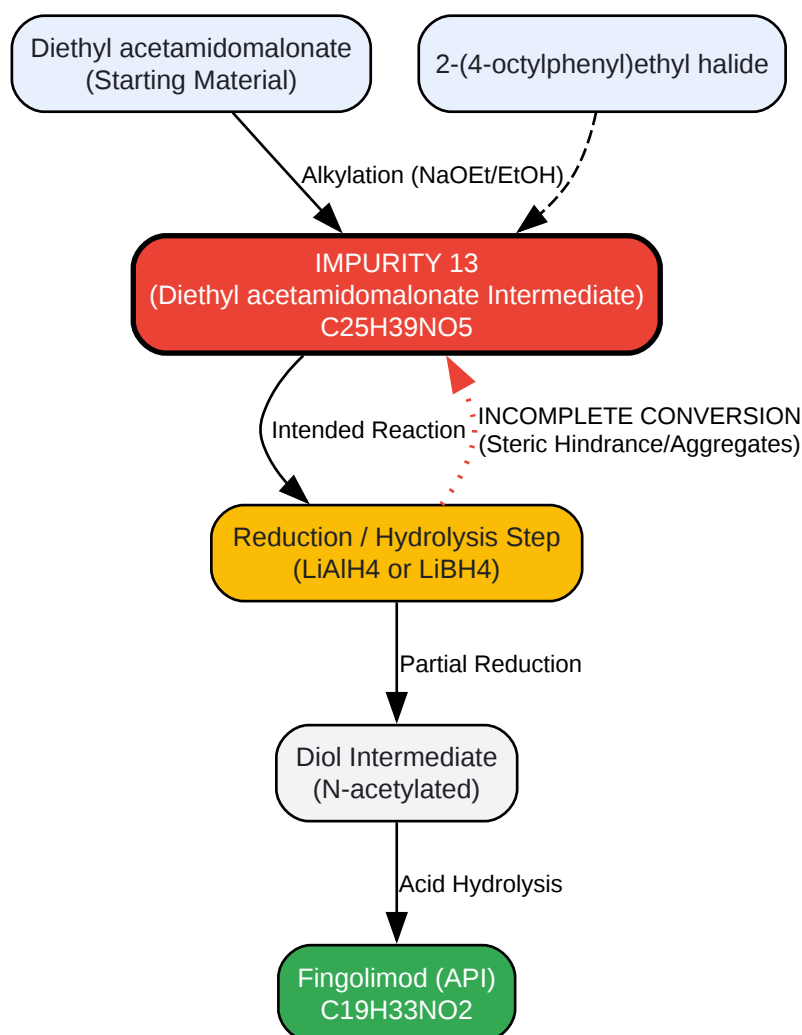 Diethyl acetamidomalonate
(Starting Material)
2-(4-octylphenyl)ethyl halide
Alkylation (NaOEt/EtOH)
IMPURITY 13
(Diethyl acetamidomalonate Intermediate)
C25H39NO5
Intended Reaction
INCOMPLETE CONVERSION
(Steric Hindrance/Aggregates)
Reduction / Hydrolysis Step
(LiAlH4 or LiBH4)
Partial Reduction
Diol Intermediate
(N-acetylated)
Acid Hydrolysis
Fingolimod (API)
C19H33NO2